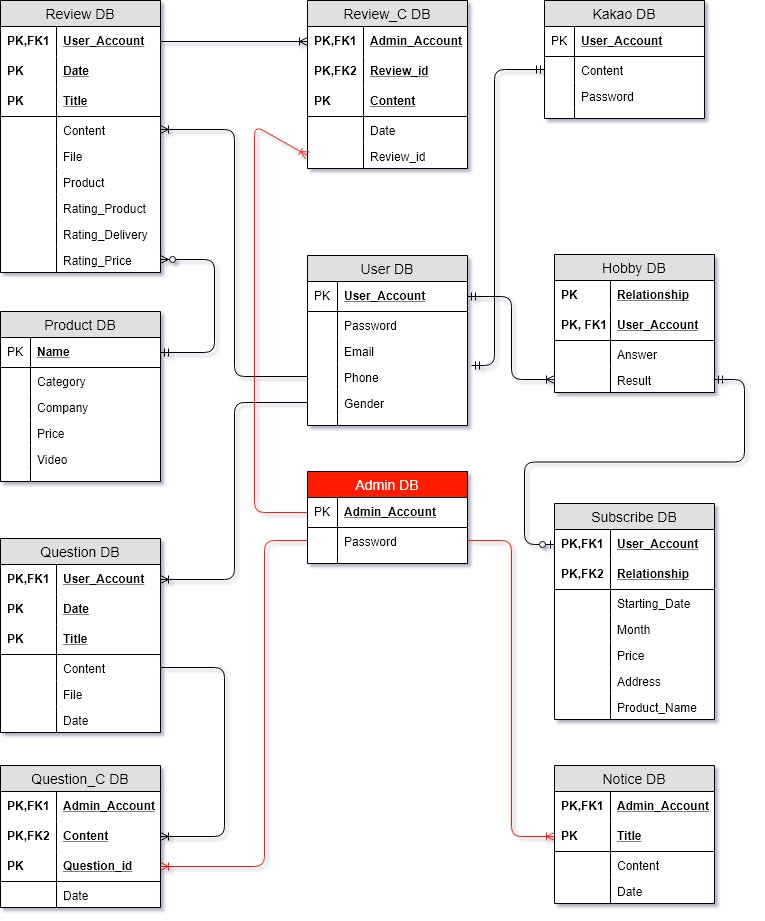 Review DB
PK,FK1 User_Account
PK Date
PK Title
Content
File
Product
Rating_Product
Rating_Delivery
Rating_Price
Review_C DB
PK,FK1 Admin_Account
PK,FK2 Review_id
PK Content
Date
Review_id
Kakao DB
PK User_Account
Content
Password
User DB
PK User_Account
Password
Email
Phone
Gender
Hobby DB
PK Relationship
PK, FK1 User_Account
Answer
Result
Product DB
PK Name
Category
Company
Price
Video
Admin DB
PK Admin_Account
Password
Subscribe DB
PK,FK1 User_Account
PK,FK2 Relationship
Starting_Date
Month
Price
Address
Product_Name
Question DB
PK,FK1 User_Account
PK Date
PK Title
Content
File
Date
Question_C DB
PK,FK1 Admin_Account
PK,FK2 Content
PK Question_id
Date
Notice DB
PK,FK1 Admin_Account
PK Title
Content
Date